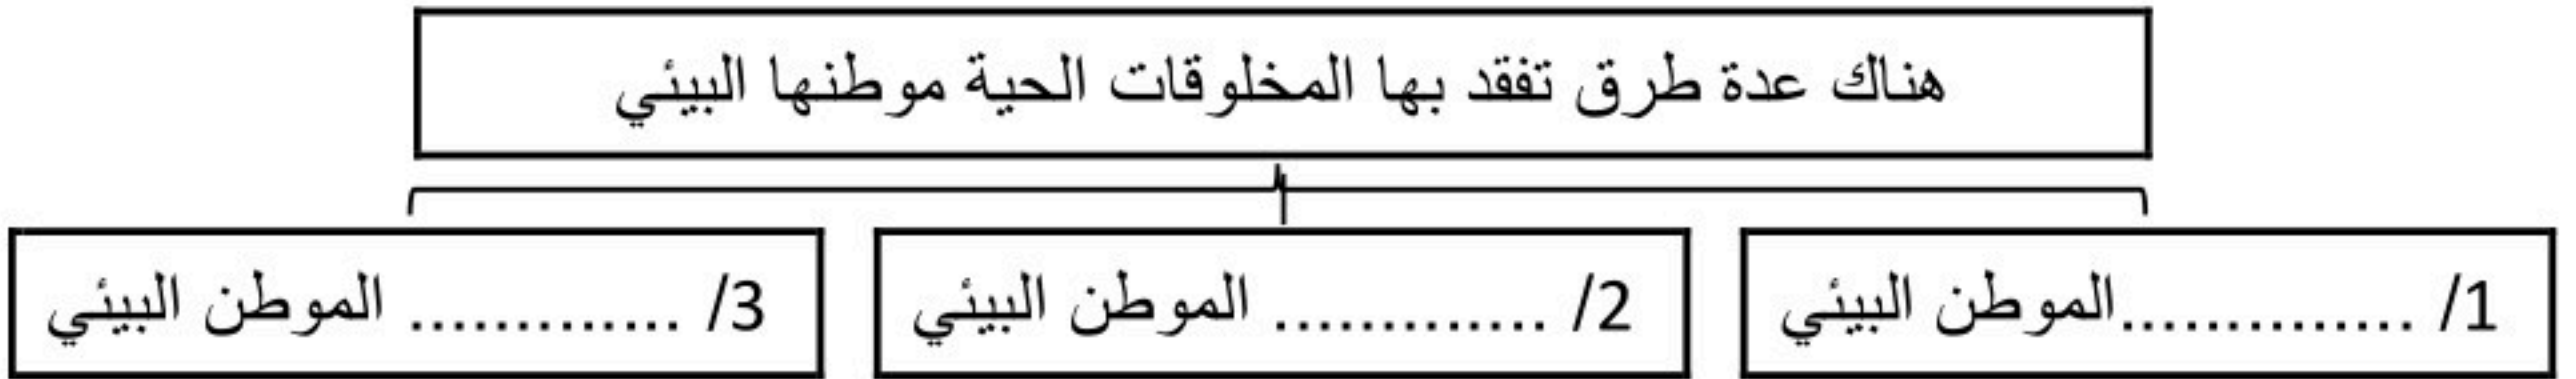 هناك عدة طرق تفقد بها المخلوقات الحية موطنها البيئي
1/ ..............الموطن البيئي
2/ ............. الموطن البيئي
3/ ............. الموطن البيئي